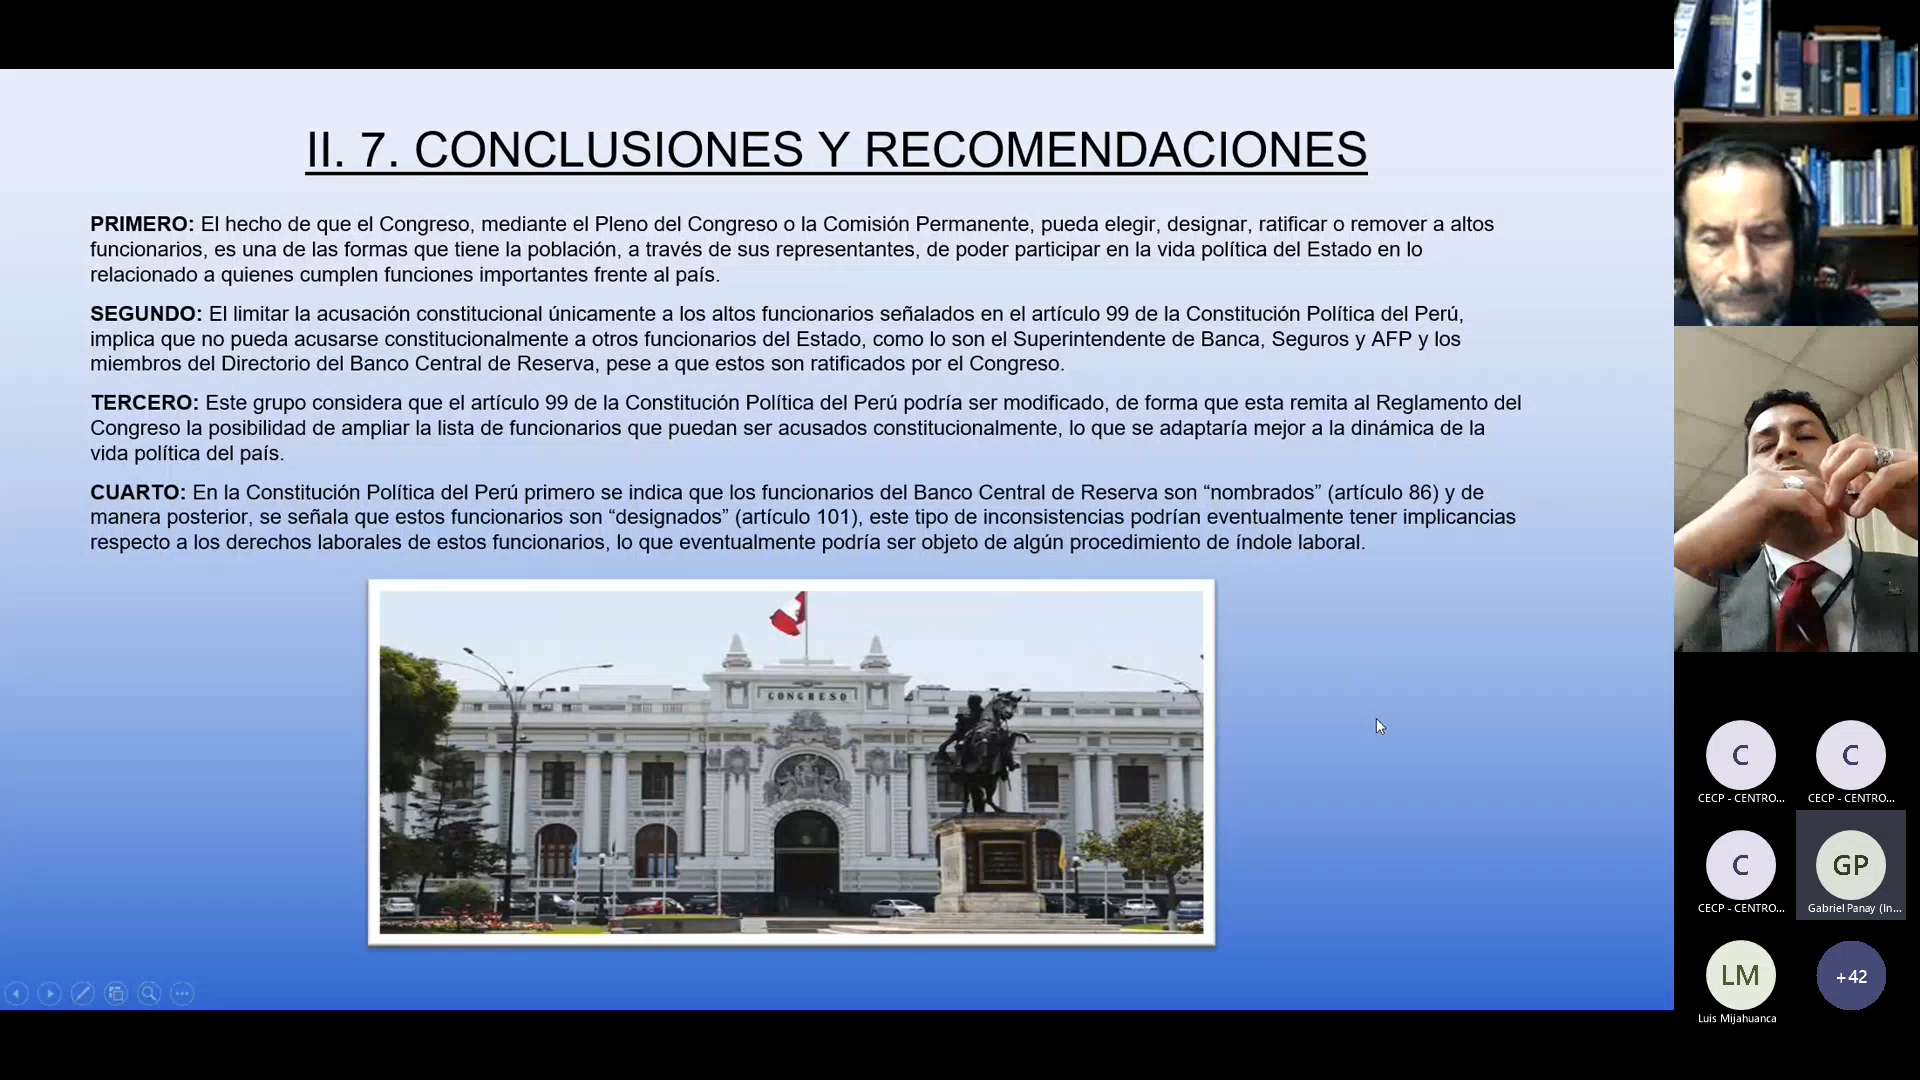 II. 7. CONCLUSIONES Y RECOMENDACIONES
PRIMERO: El hecho de que el Congreso, mediante el Pleno del Congreso o la Comisión Permanente, pueda elegir, designar, ratificar o remover a altos
funcionarios, es una de las formas que tiene la población, a través de sus representantes, de poder participar en la vida política del Estado en lo
relacionado a quienes cumplen funciones importantes frente al país.
SEGUNDO: El limitar la acusación constitucional únicamente a los altos funcionarios señalados en el artículo 99 de la Constitución Política del Perú,
implica que no pueda acusarse constitucionalmente a otros funcionarios del Estado, como lo son el Superintendente de Banca, Seguros y AFP y los
miembros del Directorio del Banco Central de Reserva, pese a que estos son ratificados por el Congreso.
TERCERO: Este grupo considera que el artículo 99 de la Constitución Política del Perú podría ser modificado, de forma que esta remita al Reglamento del
Congreso la posibilidad de ampliar la lista de funcionarios que puedan ser acusados constitucionalmente, lo que se adaptaría mejor a la dinámica de la
vida política del país.
CUARTO: En la Constitución Política del Perú primero se indica que los funcionarios del Banco Central de Reserva son “nombrados” (artículo 86) y de
manera posterior, se señala que estos funcionarios son “designados” (artículo 101), este tipo de inconsistencias podrían eventualmente tener implicancias
respecto a los derechos laborales de estos funcionarios, lo que eventualmente podría ser objeto de algún procedimiento de índole laboral.
CONGRESO
C
C
CECP - CENTRO...
CECP - CENTRO...
C
GP
CECP - CENTRO...
Gabriel Panay (In...
LM
+42
Luis Mijahuanca